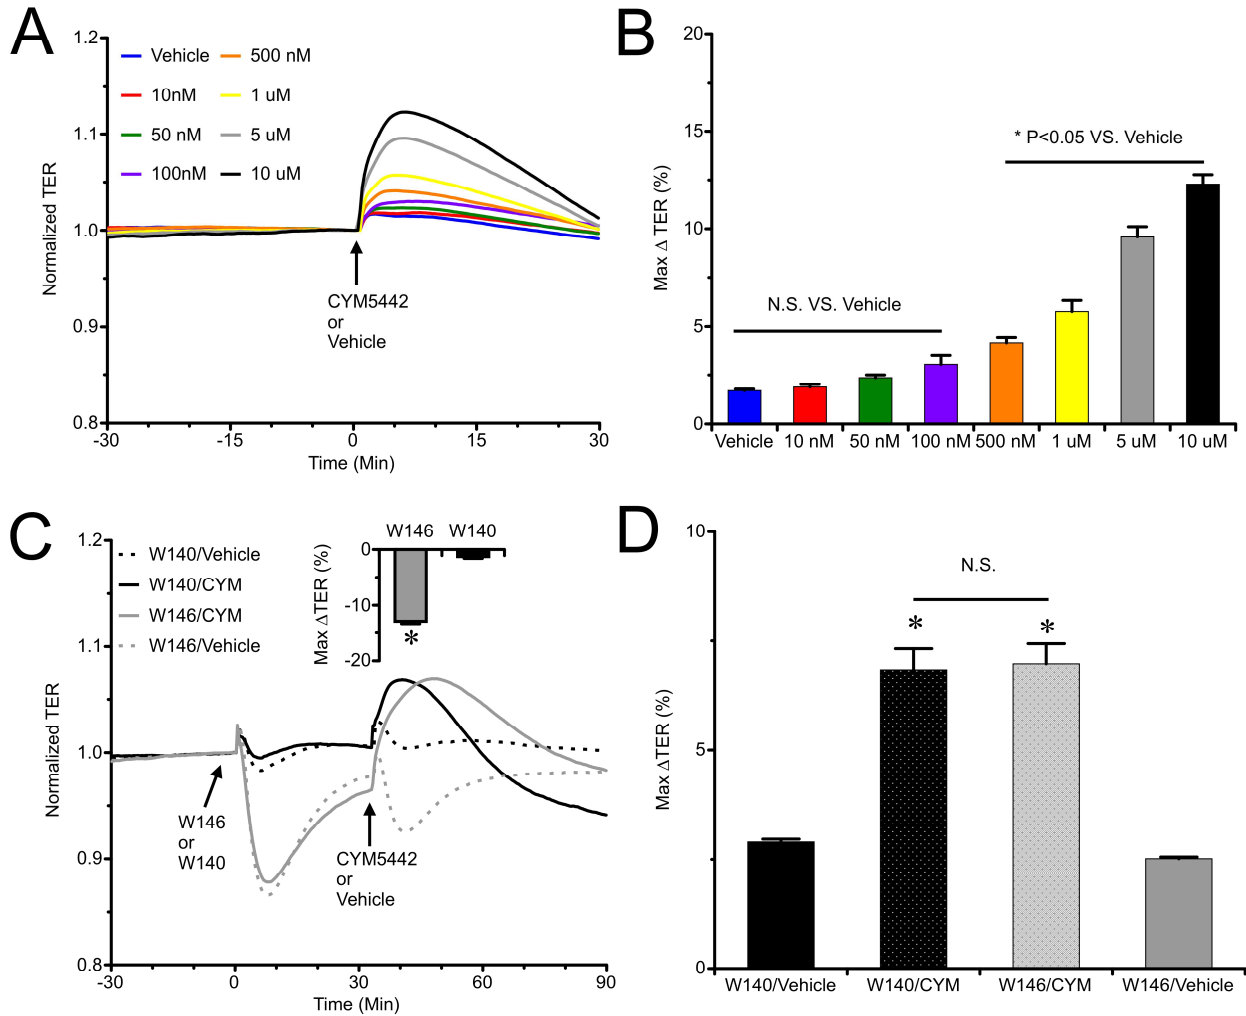 A
1.2
1.1
1.0
0.9
0.8
Normalized TER
Vehicle
10nM
50 nM
100nM
500 nM
1 uM
5 uM
10 uM
CYM5442
or
Vehicle
-30
-15
0
15
30
Time (Min)
B
20
15
10
5
0
Max Δ TER (%)
* P<0.05 VS. Vehicle
N.S. VS. Vehicle
Vehicle
10 nM
50 nM
100 nM
500 nM
1 uM
5 uM
10 uM
C
1.2
1.1
1.0
0.9
0.8
Normalized TER
W140/Vehicle
W140/CYM
W146/CYM
W146/Vehicle
W146
W140
0
-10
-20
Max ΔTER (%)
*
W146
or
W140
CYM5442
or
Vehicle
-30
0
30
60
90
Time (Min)
D
10
5
0
Max ΔTER (%)
N.S.
*
*
W140/Vehicle
W140/CYM
W146/CYM
W146/Vehicle